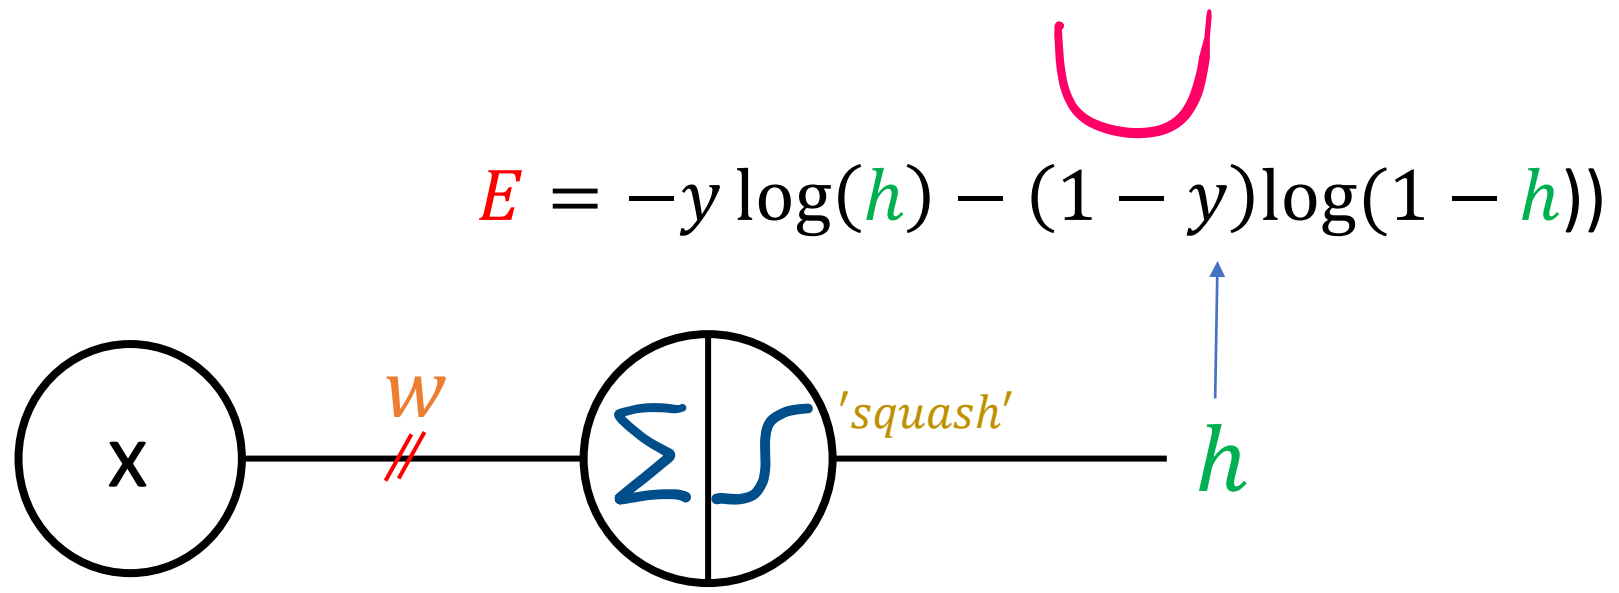 E = −y log(h) − (1 − y)log(1 − h))
w
'squash'
x
Σ
h